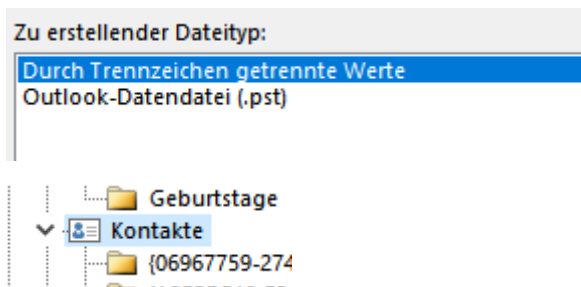 Zu erstellender Dateityp:
Durch Trennzeichen getrennte Werte
Outlook-Datendatei (.pst)
Geburtstage
Kontakte
{06967759-274